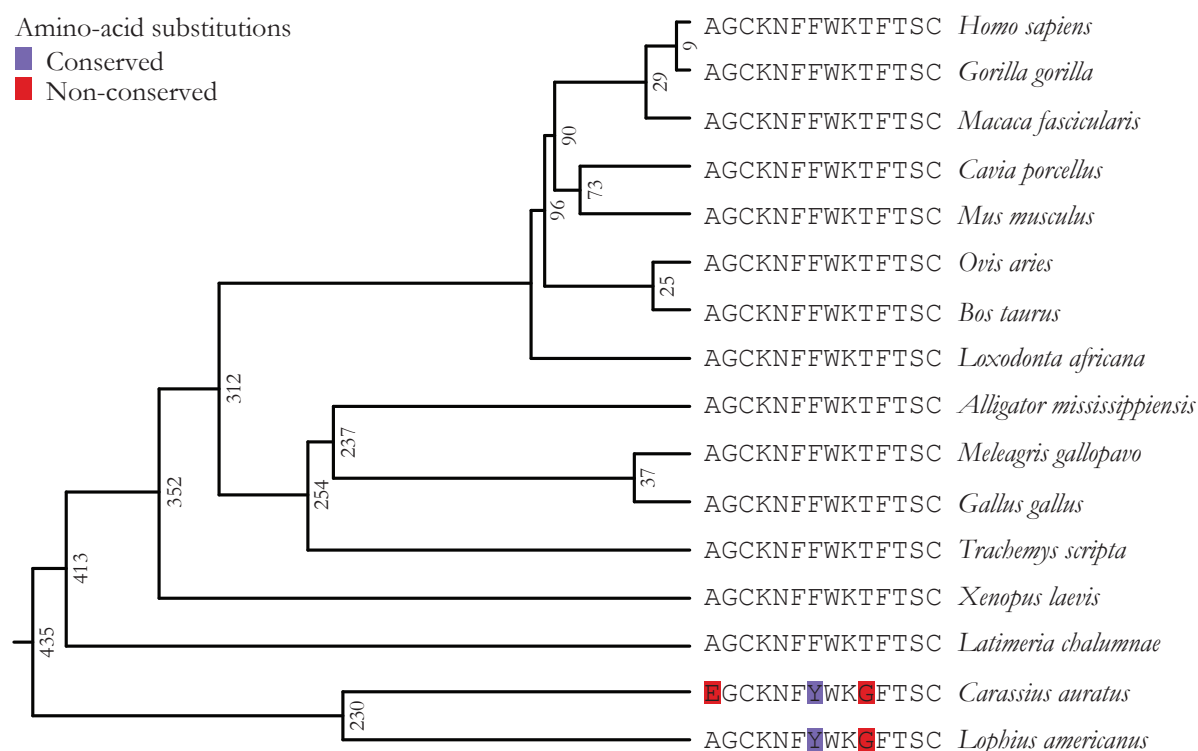 Amino-acid substitutions
Conserved
Non-conserved
AGCKNFFWKTFTSC Homo sapiens
9
AGCKNFFWKTFTSC Gorilla gorilla
29
AGCKNFFWKTFTSC Macaca fascicularis
90
AGCKNFFWKTFTSC Cavia porcellus
73
96
AGCKNFFWKTFTSC Mus musculus
AGCKNFFWKTFTSC Ovis aries
25
AGCKNFFWKTFTSC Bos taurus
AGCKNFFWKTFTSC Loxodonta africana
312
AGCKNFFWKTFTSC Alligator mississippiensis
237
AGCKNFFWKTFTSC Meleagris gallopavo
37
352
254
AGCKNFFWKTFTSC Gallus gallus
AGCKNFFWKTFTSC Trachemys scripta
413
AGCKNFFWKTFTSC Xenopus laevis
435
AGCKNFFWKTFTSC Latimeria chalumnae
EGCKNFYWKGFTSC Carassius auratus
230
AGCKNFYWKGFTSC Lophius americanus